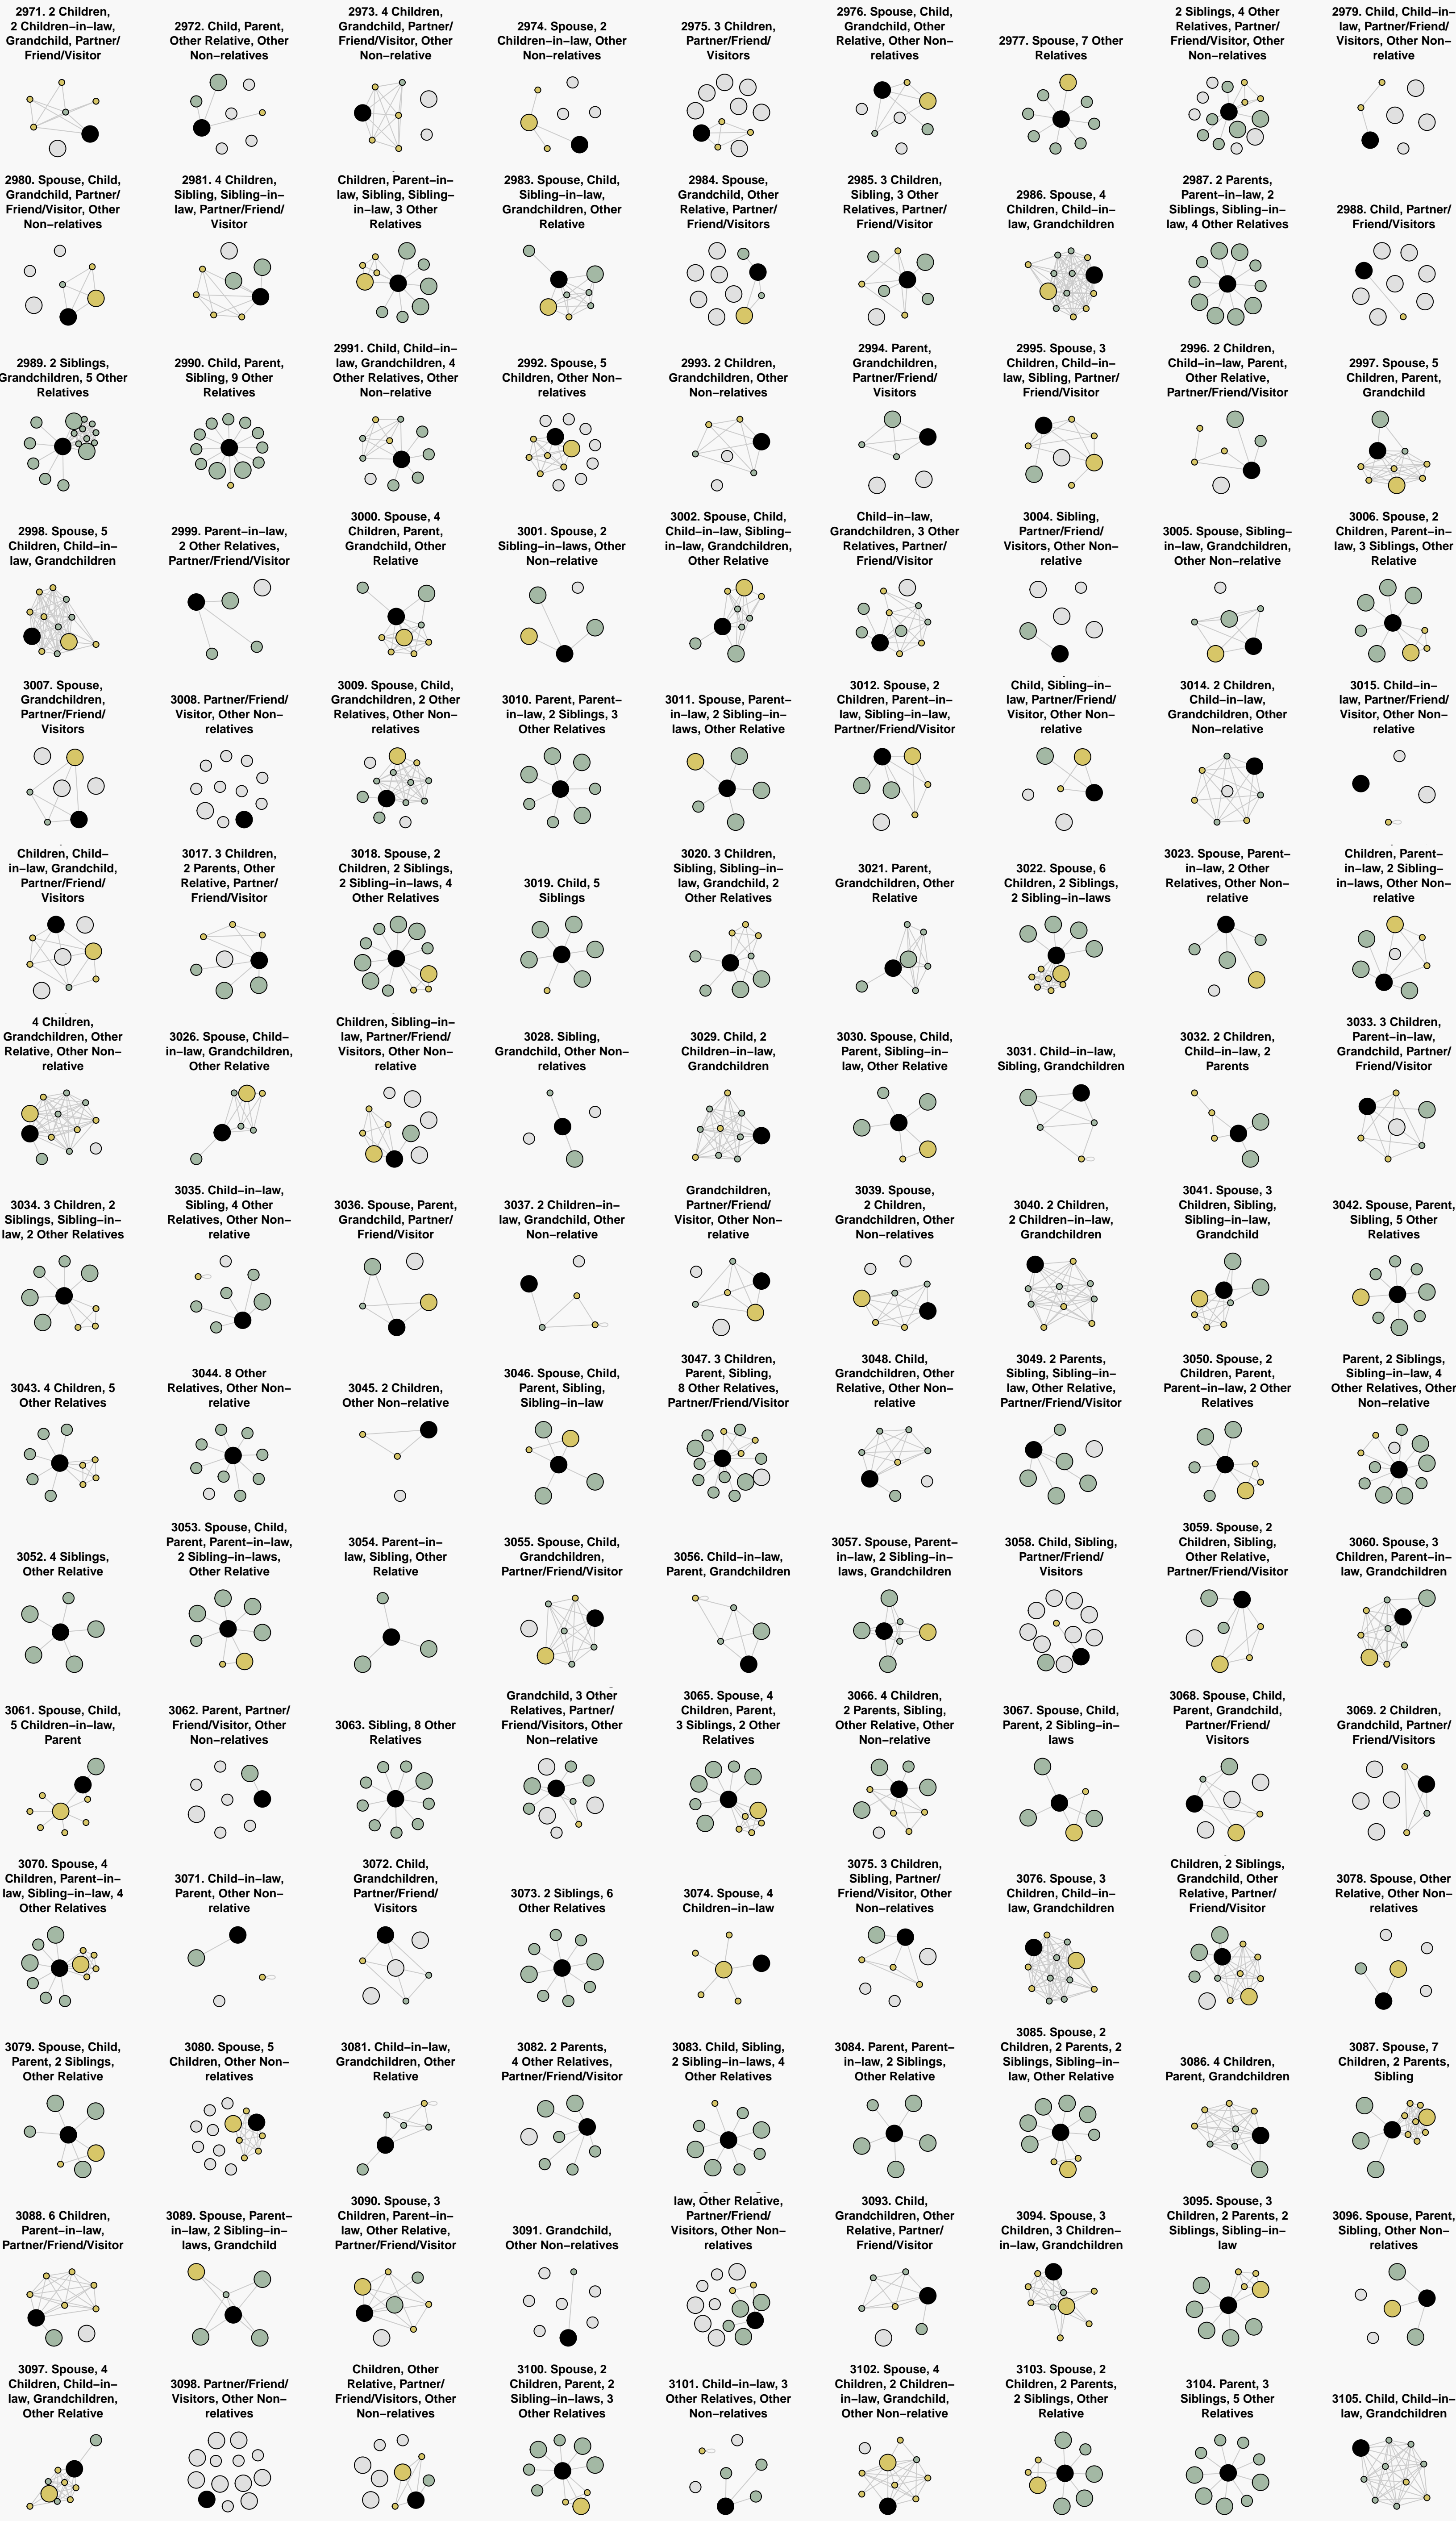 2971. 2 Children,
2 Children−in−law,
Grandchild, Partner/
Friend/Visitor
2972. Child, Parent,
Other Relative, Other
Non−relatives
2973. 4 Children,
Grandchild, Partner/
Friend/Visitor, Other
Non−relative
2974. Spouse, 2
Children−in−law, Other
Non−relatives
2975. 3 Children,
Partner/Friend/
Visitors
2976. Spouse, Child,
Grandchild, Other
Relative, Other Non−
relatives
2977. Spouse, 7 Other
Relatives
2 Siblings, 4 Other
Relatives, Partner/
Friend/Visitor, Other
Non−relatives
2979. Child, Child−in−
law, Partner/Friend/
Visitors, Other Non−
relative
2980. Spouse, Child,
Grandchild, Partner/
Friend/Visitor, Other
Non−relatives
2981. 4 Children,
Sibling, Sibling−in−
law, Partner/Friend/
Visitor
Children, Parent−in−
law, Sibling, Sibling−
in−law, 3 Other
Relatives
2983. Spouse, Child,
Sibling−in−law,
Grandchildren, Other
Relative
2984. Spouse,
Grandchild, Other
Relative, Partner/
Friend/Visitors
2985. 3 Children,
Sibling, 3 Other
Relatives, Partner/
Friend/Visitor
2986. Spouse, 4
Children, Child−in−
law, Grandchildren
2987. 2 Parents,
Parent−in−law, 2
Siblings, Sibling−in−
law, 4 Other Relatives
2988. Child, Partner/
Friend/Visitors
2989. 2 Siblings,
Grandchildren, 5 Other
Relatives
2990. Child, Parent,
Sibling, 9 Other
Relatives
2991. Child, Child−in−
law, Grandchildren, 4
Other Relatives, Other
Non−relative
2992. Spouse, 5
Children, Other Non−
relatives
2993. 2 Children,
Grandchildren, Other
Non−relatives
2994. Parent,
Grandchildren,
Partner/Friend/
Visitors
2995. Spouse, 3
Children, Child−in−
law, Sibling, Partner/
Friend/Visitor
2996. 2 Children,
Child−in−law, Parent,
Other Relative,
Partner/Friend/Visitor
2997. Spouse, 5
Children, Parent,
Grandchild
2998. Spouse, 5
Children, Child−in−
law, Grandchildren
2999. Parent−in−law,
2 Other Relatives,
Partner/Friend/Visitor
3000. Spouse, 4
Children, Parent,
Grandchild, Other
Relative
3001. Spouse, 2
Sibling−in−laws, Other
Non−relative
3002. Spouse, Child,
Child−in−law, Sibling−
in−law, Grandchildren,
Other Relative
Child−in−law,
Grandchildren, 3 Other
Relatives, Partner/
Friend/Visitor
3004. Sibling,
Partner/Friend/
Visitors, Other Non−
relative
3005. Spouse, Sibling−
in−law, Grandchildren,
Other Non−relative
3006. Spouse, 2
Children, Parent−in−
law, 3 Siblings, Other
Relative
3007. Spouse,
Grandchildren,
Partner/Friend/
Visitors
3008. Partner/Friend/
Visitor, Other Non−
relatives
3009. Spouse, Child,
Grandchildren, 2 Other
Relatives, Other Non−
relatives
3010. Parent, Parent−
in−law, 2 Siblings, 3
Other Relatives
3011. Spouse, Parent−
in−law, 2 Sibling−in−
laws, Other Relative
3012. Spouse, 2
Children, Parent−in−
law, Sibling−in−law,
Partner/Friend/Visitor
Child, Sibling−in−
law, Partner/Friend/
Visitor, Other Non−
relative
3014. 2 Children,
Child−in−law,
Grandchildren, Other
Non−relative
3015. Child−in−
law, Partner/Friend/
Visitor, Other Non−
relative
Children, Child−
in−law, Grandchild,
Partner/Friend/
Visitors
3017. 3 Children,
2 Parents, Other
Relative, Partner/
Friend/Visitor
3018. Spouse, 2
Children, 2 Siblings,
2 Sibling−in−laws, 4
Other Relatives
3019. Child, 5
Siblings
3020. 3 Children,
Sibling, Sibling−in−
law, Grandchild, 2
Other Relatives
3021. Parent,
Grandchildren, Other
Relative
3022. Spouse, 6
Children, 2 Siblings,
2 Sibling−in−laws
3023. Spouse, Parent−
in−law, 2 Other
Relatives, Other Non−
relative
Children, Parent−
in−law, 2 Sibling−
in−laws, Other Non−
relative
4 Children,
Grandchildren, Other
Relative, Other Non−
relative
3026. Spouse, Child−
in−law, Grandchildren,
Other Relative
Children, Sibling−in−
law, Partner/Friend/
Visitors, Other Non−
relative
3028. Sibling,
Grandchild, Other Non−
relatives
3029. Child, 2
Children−in−law,
Grandchildren
3030. Spouse, Child,
Parent, Sibling−in−
law, Other Relative
3031. Child−in−law,
Sibling, Grandchildren
3032. 2 Children,
Child−in−law, 2
Parents
3033. 3 Children,
Parent−in−law,
Grandchild, Partner/
Friend/Visitor
3034. 3 Children, 2
Siblings, Sibling−in−
law, 2 Other Relatives
3035. Child−in−law,
Sibling, 4 Other
Relatives, Other Non−
relative
3036. Spouse, Parent,
Grandchild, Partner/
Friend/Visitor
3037. 2 Children−in−
law, Grandchild, Other
Non−relative
Grandchildren,
Partner/Friend/
Visitor, Other Non−
relative
3039. Spouse,
2 Children,
Grandchildren, Other
Non−relatives
3040. 2 Children,
2 Children−in−law,
Grandchildren
3041. Spouse, 3
Children, Sibling,
Sibling−in−law,
Grandchild
3042. Spouse, Parent,
Sibling, 5 Other
Relatives
3043. 4 Children, 5
Other Relatives
3044. 8 Other
Relatives, Other Non−
relative
3045. 2 Children,
Other Non−relative
3046. Spouse, Child,
Parent, Sibling,
Sibling−in−law
3047. 3 Children,
Parent, Sibling,
8 Other Relatives,
Partner/Friend/Visitor
3048. Child,
Grandchildren, Other
Relative, Other Non−
relative
3049. 2 Parents,
Sibling, Sibling−in−
law, Other Relative,
Partner/Friend/Visitor
3050. Spouse, 2
Children, Parent,
Parent−in−law, 2 Other
Relatives
Parent, 2 Siblings,
Sibling−in−law, 4
Other Relatives, Other
Non−relative
3052. 4 Siblings,
Other Relative
3053. Spouse, Child,
Parent, Parent−in−law,
2 Sibling−in−laws,
Other Relative
3054. Parent−in−
law, Sibling, Other
Relative
3055. Spouse, Child,
Grandchildren,
Partner/Friend/Visitor
3056. Child−in−law,
Parent, Grandchildren
3057. Spouse, Parent−
in−law, 2 Sibling−in−
laws, Grandchildren
3058. Child, Sibling,
Partner/Friend/
Visitors
3059. Spouse, 2
Children, Sibling,
Other Relative,
Partner/Friend/Visitor
3060. Spouse, 3
Children, Parent−in−
law, Grandchildren
3061. Spouse, Child,
5 Children−in−law,
Parent
3062. Parent, Partner/
Friend/Visitor, Other
Non−relatives
3063. Sibling, 8 Other
Relatives
Grandchild, 3 Other
Relatives, Partner/
Friend/Visitors, Other
Non−relative
3065. Spouse, 4
Children, Parent,
3 Siblings, 2 Other
Relatives
3066. 4 Children,
2 Parents, Sibling,
Other Relative, Other
Non−relative
3067. Spouse, Child,
Parent, 2 Sibling−in−
laws
3068. Spouse, Child,
Parent, Grandchild,
Partner/Friend/
Visitors
3069. 2 Children,
Grandchild, Partner/
Friend/Visitors
3070. Spouse, 4
Children, Parent−in−
law, Sibling−in−law, 4
Other Relatives
3071. Child−in−law,
Parent, Other Non−
relative
3072. Child,
Grandchildren,
Partner/Friend/
Visitors
3073. 2 Siblings, 6
Other Relatives
3074. Spouse, 4
Children−in−law
3075. 3 Children,
Sibling, Partner/
Friend/Visitor, Other
Non−relatives
3076. Spouse, 3
Children, Child−in−
law, Grandchildren
Children, 2 Siblings,
Grandchild, Other
Relative, Partner/
Friend/Visitor
3078. Spouse, Other
Relative, Other Non−
relatives
3079. Spouse, Child,
Parent, 2 Siblings,
Other Relative
3080. Spouse, 5
Children, Other Non−
relatives
3081. Child−in−law,
Grandchildren, Other
Relative
3082. 2 Parents,
4 Other Relatives,
Partner/Friend/Visitor
3083. Child, Sibling,
2 Sibling−in−laws, 4
Other Relatives
3084. Parent, Parent−
in−law, 2 Siblings,
Other Relative
3085. Spouse, 2
Children, 2 Parents, 2
Siblings, Sibling−in−
law, Other Relative
3086. 4 Children,
Parent, Grandchildren
3087. Spouse, 7
Children, 2 Parents,
Sibling
3088. 6 Children,
Parent−in−law,
Partner/Friend/Visitor
3089. Spouse, Parent−
in−law, 2 Sibling−in−
laws, Grandchild
3090. Spouse, 3
Children, Parent−in−
law, Other Relative,
Partner/Friend/Visitor
3091. Grandchild,
Other Non−relatives
law, Other Relative,
Partner/Friend/
Visitors, Other Non−
relatives
3093. Child,
Grandchildren, Other
Relative, Partner/
Friend/Visitor
3094. Spouse, 3
Children, 3 Children−
in−law, Grandchildren
3095. Spouse, 3
Children, 2 Parents, 2
Siblings, Sibling−in−
law
3096. Spouse, Parent,
Sibling, Other Non−
relatives
3097. Spouse, 4
Children, Child−in−
law, Grandchildren,
Other Relative
3098. Partner/Friend/
Visitors, Other Non−
relatives
Children, Other
Relative, Partner/
Friend/Visitors, Other
Non−relatives
3100. Spouse, 2
Children, Parent, 2
Sibling−in−laws, 3
Other Relatives
3101. Child−in−law, 3
Other Relatives, Other
Non−relatives
3102. Spouse, 4
Children, 2 Children−
in−law, Grandchild,
Other Non−relative
3103. Spouse, 2
Children, 2 Parents,
2 Siblings, Other
Relative
3104. Parent, 3
Siblings, 5 Other
Relatives
3105. Child, Child−in−
law, Grandchildren